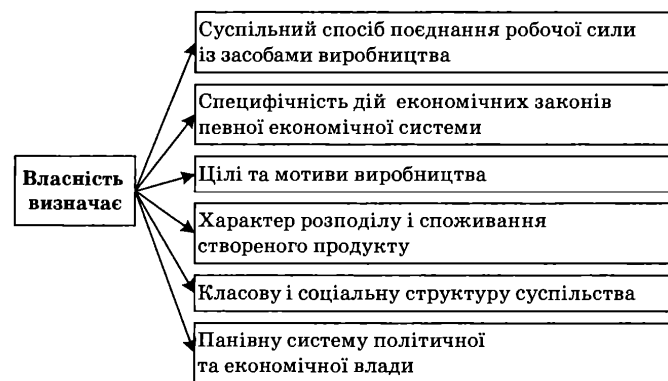 Суспільний спосіб поєднання робочої сили
із засобами виробництва
Специфічність дій економічних законів
певної економічної системи
Власність
визначає
Цілі та мотиви виробництва
Характер розподілу і споживання
створеного продукту
Класову і соціальну структуру суспільства
Панівну систему політичної
та економічної влади